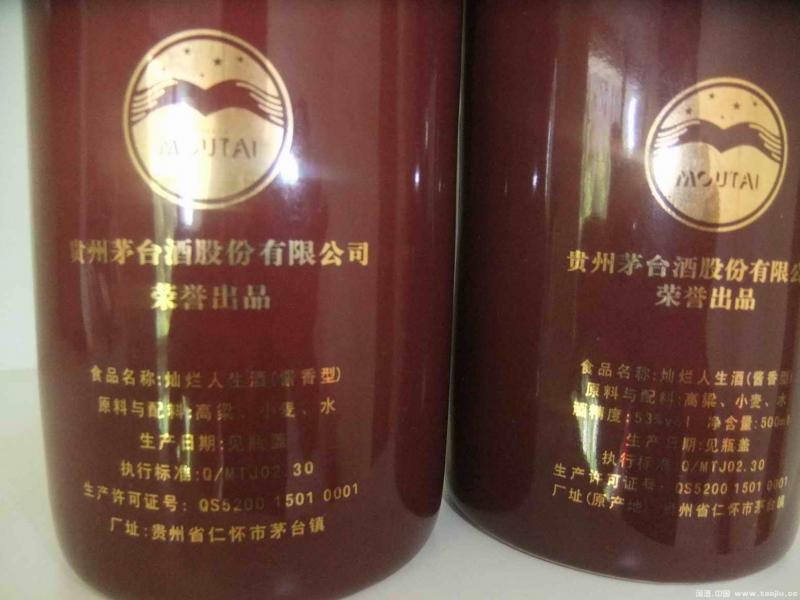 MOUTAI
贵州茅台酒股份有限公司
荣誉出品
食品名称:灿烂人生酒(酱香型)
原料与配料:高粱、小麦、水
生产日期:见瓶盖
执行标准:Q/MTJ02.30
生产许可证号: QS5200 1501 0001
厂址:贵州省仁怀市茅台镇
MOUTAI
贵州茅台酒股份有限公
荣誉出品
食品名称:灿烂人生酒(酱香型
原料与配料:高粱、小麦、水
酒精度:53%vol 净含量:500ml
生产日期:见瓶盖
执行标准:Q/MTJ02.30
生产许可证号: QS5200 1501 0001
厂址(原产地) 贵州省仁怀市茅台镇
国酒.中国 www.taojiu.cc